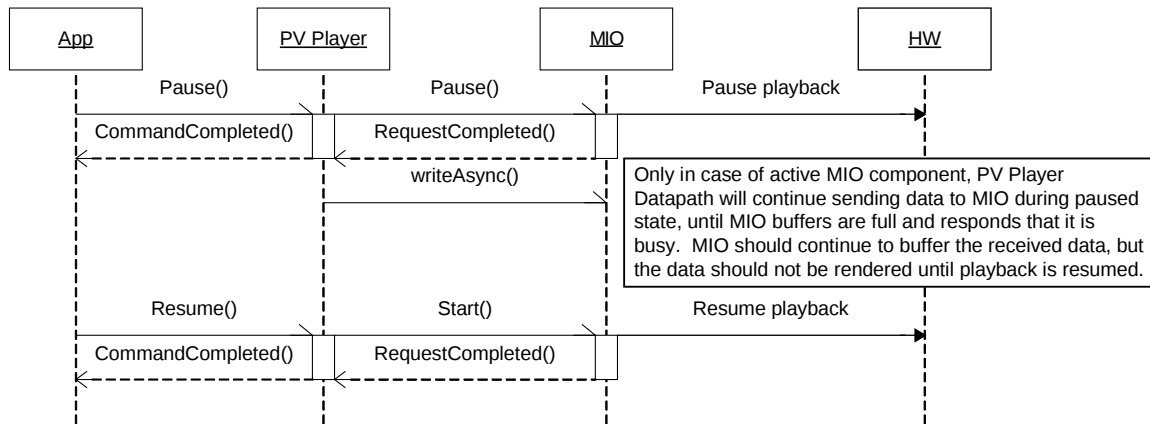 App
PV Player
MIO
HW
Pause()
Pause()
Pause playback
CommandCompleted()
RequestCompleted()
writeAsync()
Only in case of active MIO component, PV Player
Datapath will continue sending data to MIO during paused
state, until MIO buffers are full and responds that it is
busy.  MIO should continue to buffer the received data, but
the data should not be rendered until playback is resumed.
Resume()
Start()
Resume playback
CommandCompleted()
RequestCompleted()